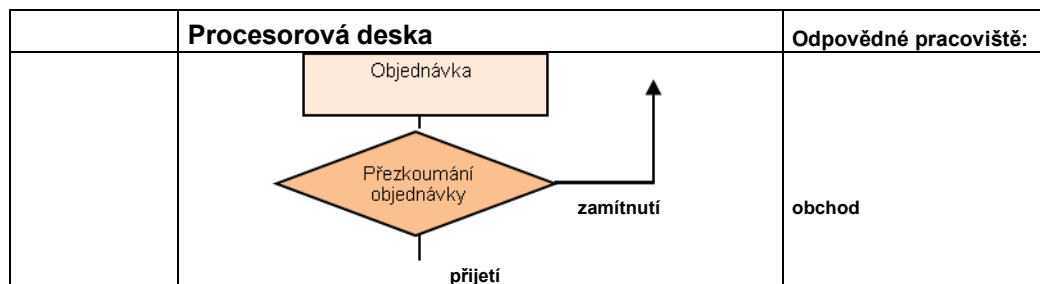 Procesorová deska
Odpovědné pracoviště:
Objednávka
Přezkoumání
objednávky
zamítnutí
obchod
přijetí